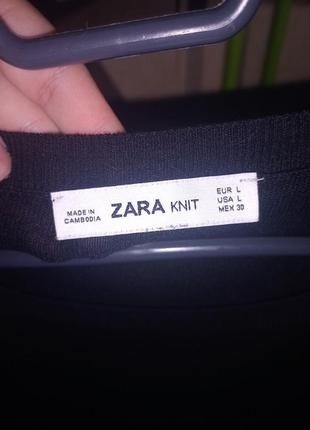 MADE IN
CAMBODIA
ZARA KNIT
EUR L
USA L
MEX 30